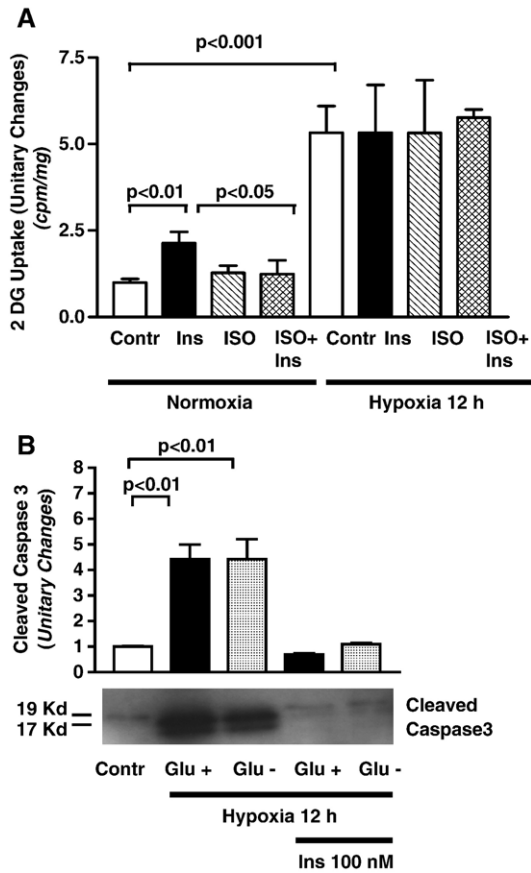 A
2 DG Uptake (Unitary Changes)
(cpm/mg)
7.5
5.0
2.5
0.0
p<0.001
p<0.01
p<0.05
Contr Ins ISO ISO+ Contr Ins ISO ISO+
Ins Ins
Normoxia Hypoxia 12 h
B
Cleaved Caspase 3
(Unitary Changes)
8
7
6
5
4
3
2
1
0
p<0.01
p<0.01
19 Kd
17 Kd
Cleaved
Caspase3
Contr Glu + Glu - Glu + Glu -
Hypoxia 12 h
Ins 100 nM